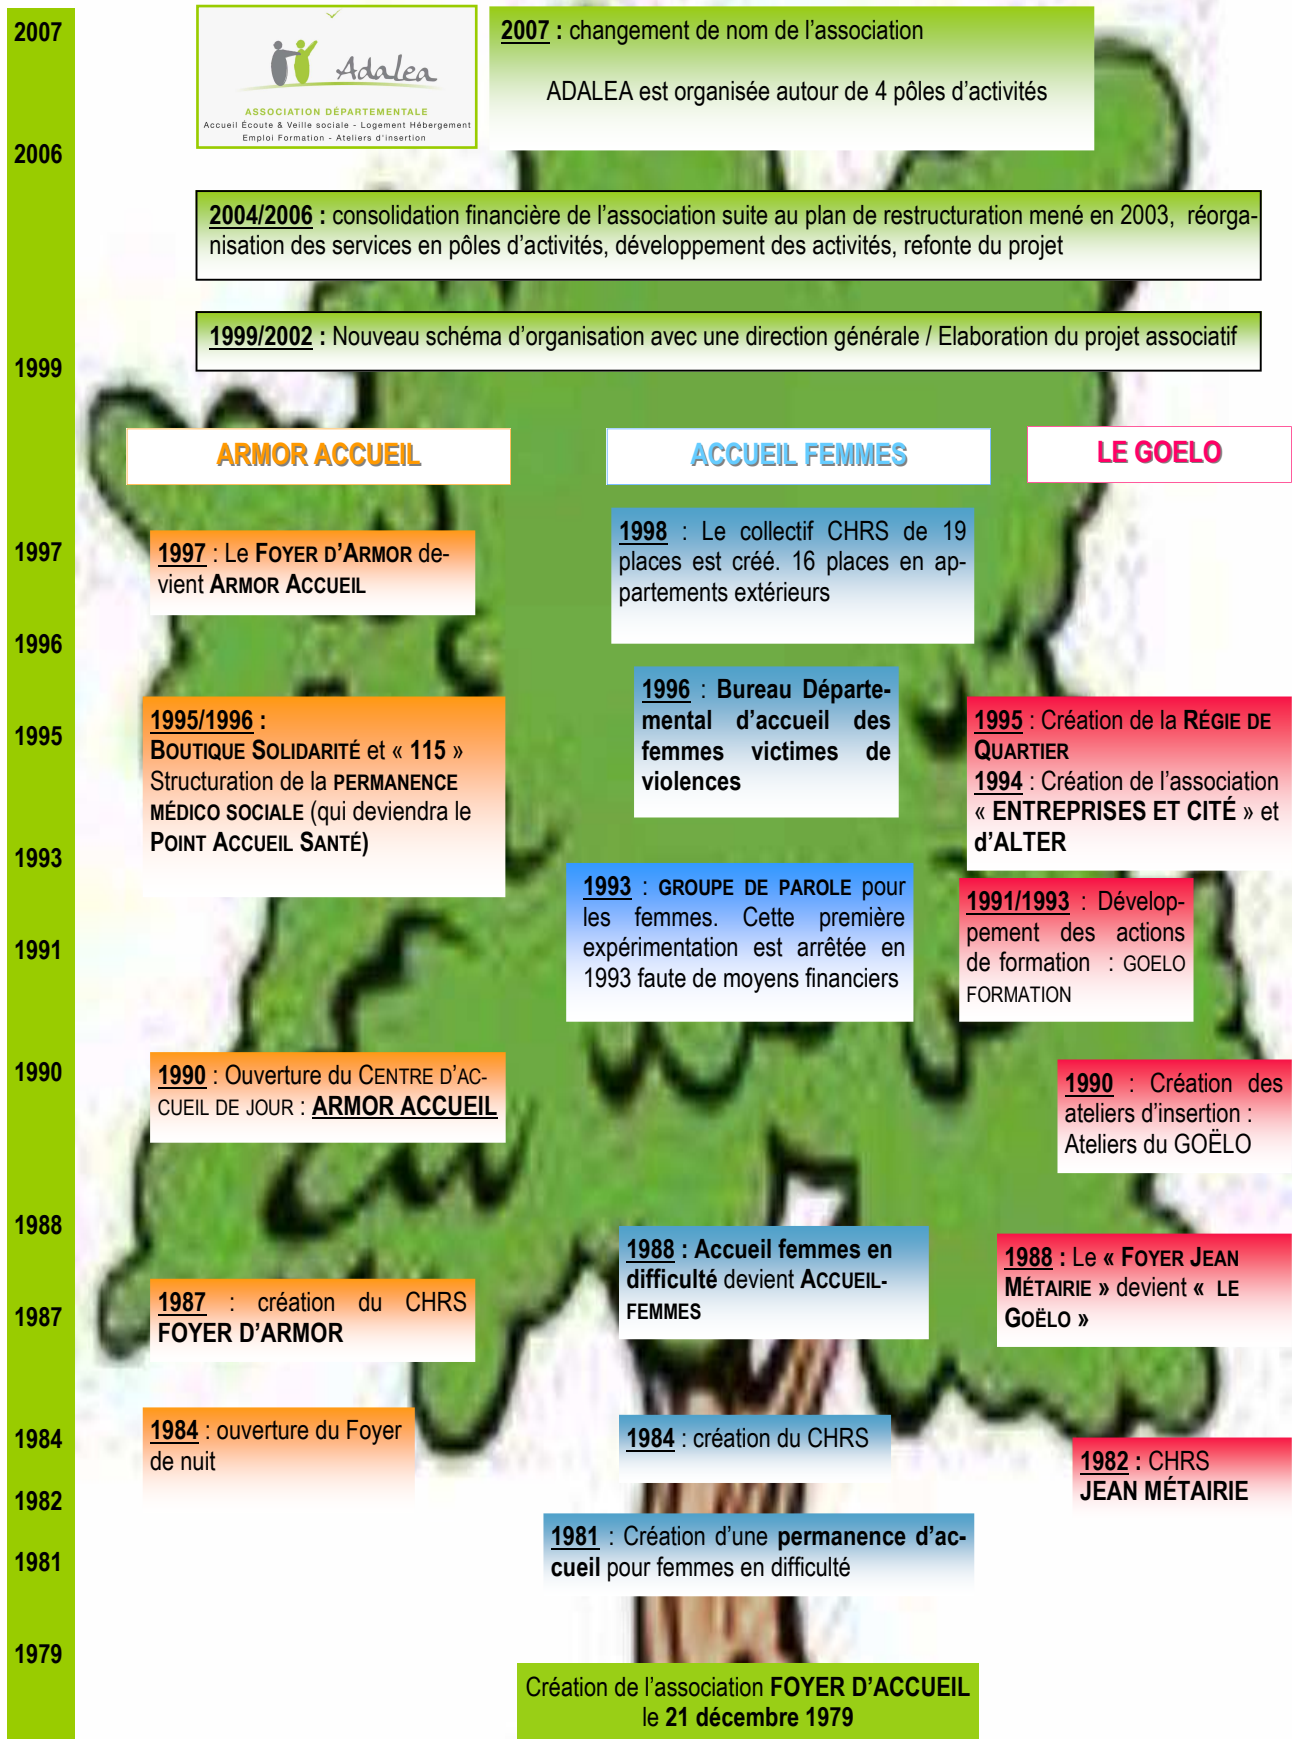 2007
2006
1999
1997
1996
1995
1993
1991
1990
1988
1987
1984
1982
1981
1979
Adalea
ASSOCIATION DÉPARTEMENTALE
Accueil Écoute & Veille sociale - Logement Hébergement
Emploi Formation - Ateliers d'insertion
2007 : changement de nom de l'association
ADALEA est organisée autour de 4 pôles d'activités
2004/2006 : consolidation financière de l'association suite au plan de restructuration mené en 2003, réorga-
nisation des services en pôles d'activités, développement des activités, refonte du projet
1999/2002 : Nouveau schéma d'organisation avec une direction générale / Elaboration du projet associatif
ARMOR ACCUEIL
1997 : Le FOYER D'ARMOR de-
vient ARMOR ACCUEIL
1995/1996 :
BOUTIQUE SOLIDARITÉ et « 115 »
Structuration de la PERMANENCE
MÉDICO SOCIALE (qui deviendra le
POINT ACCUEIL SANTÉ)
1990 : Ouverture du CENTRE D'AC-
CUEIL DE JOUR : ARMOR ACCUEIL
1987 : création du CHRS
FOYER D'ARMOR
1984 : ouverture du Foyer
de nuit
ACCUEIL FEMMES
1998 : Le collectif CHRS de 19
places est créé. 16 places en ap-
partements extérieurs
1996 : Bureau Départe-
mental d'accueil des
femmes victimes de
violences
1993 : GROUPE DE PAROLE pour
les femmes. Cette première
expérimentation est arrêtée en
1993 faute de moyens financiers
1988 : Accueil femmes en
difficulté devient ACCUEIL-
FEMMES
1984 : création du CHRS
1981 : Création d'une permanence d'ac-
cueil pour femmes en difficulté
LE GOELO
1995 : Création de la RÉGIE DE
QUARTIER
1994 : Création de l'association
« ENTREPRISES ET CITÉ » et
d'ALTER
1991/1993 : Dévelop-
pement des actions
de formation : GOELO
FORMATION
1990 : Création des
ateliers d'insertion :
Ateliers du GOËLO
1988 : Le « FOYER JEAN
MÉTAIRIE » devient « LE
GOËLO »
1982 : CHRS
JEAN MÉTAIRIE
Création de l'association FOYER D'ACCUEIL
le 21 décembre 1979